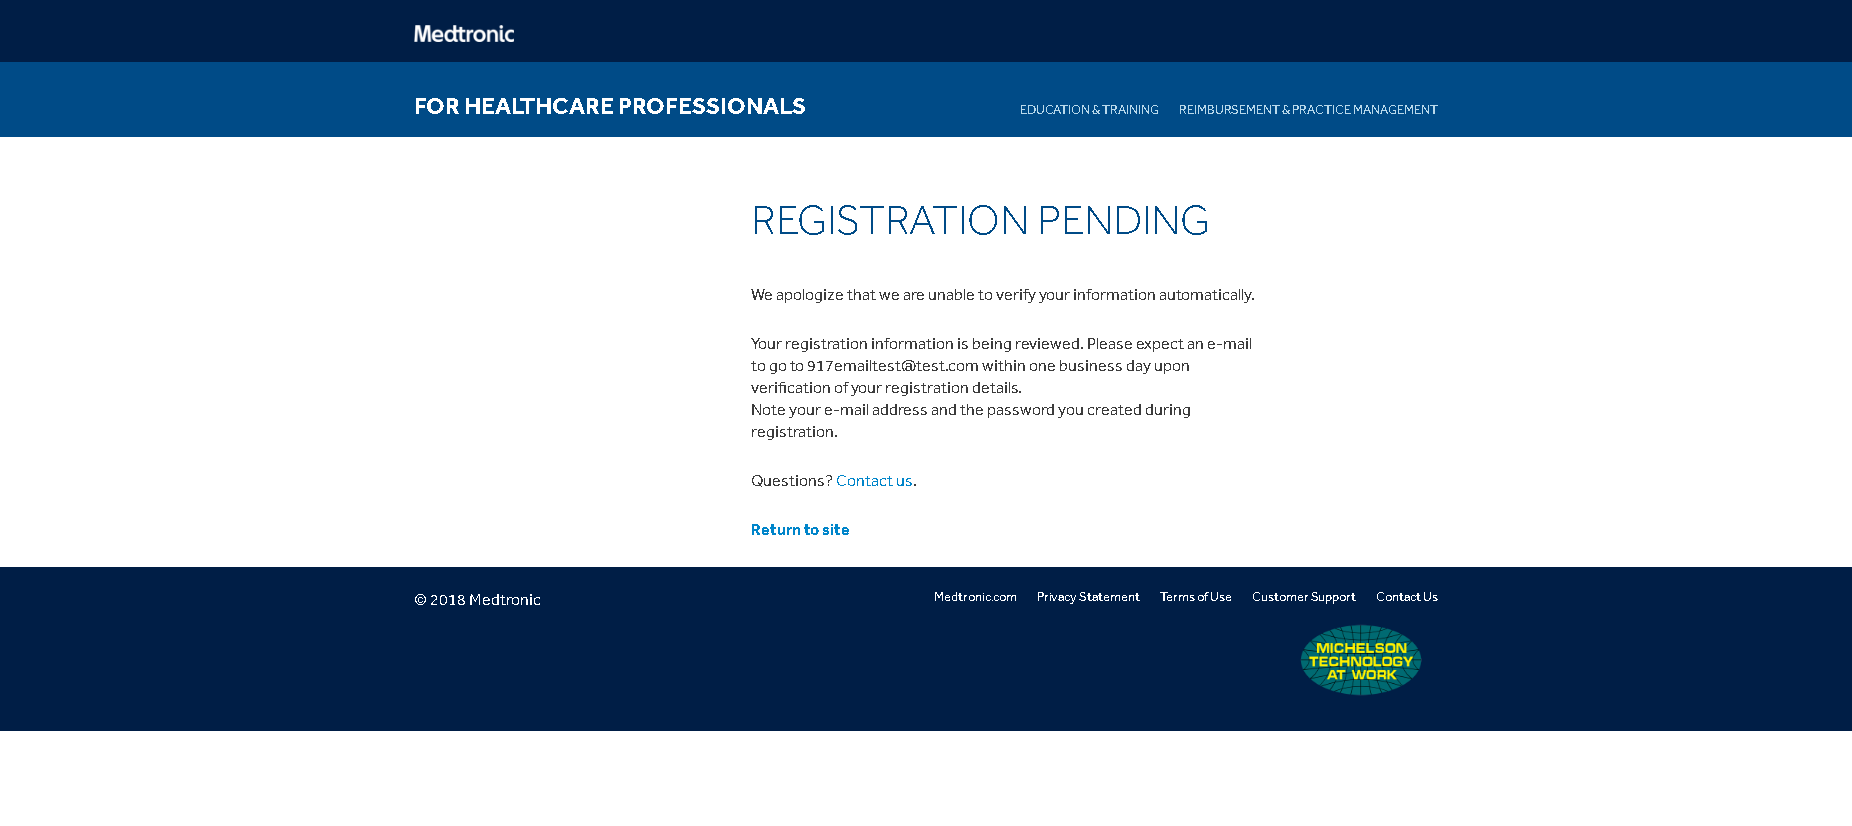 Medtronic
FOR HEALTHCARE PROFESSIONALS
EDUCATION & TRAINING
REIMBURSEMENT & PRACTICE MANAGEMENT
REGISTRATION PENDING
We apologize that we are unable to verify your information automatically.
Your registration information is being reviewed. Please expect an e-mail
to go to 917emailtest@test.com within one business day upon
verification of your registration details.
Note your e-mail address and the password you created during
registration.
Questions? Contact us.
Return to site
© 2018 Medtronic
Medtronic.com
Privacy Statement
Terms of Use
Customer Support
Contact Us
MICHELSON
TECHNOLOGY
AT WORK